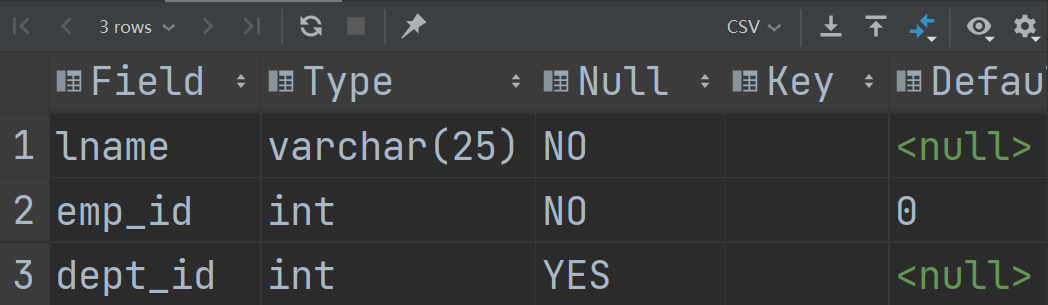 3 rows CSV
Field Type Null Key Defau
1 lname varchar(25) NO <null>
2 emp_id int NO 0
3 dept_id int YES <null>